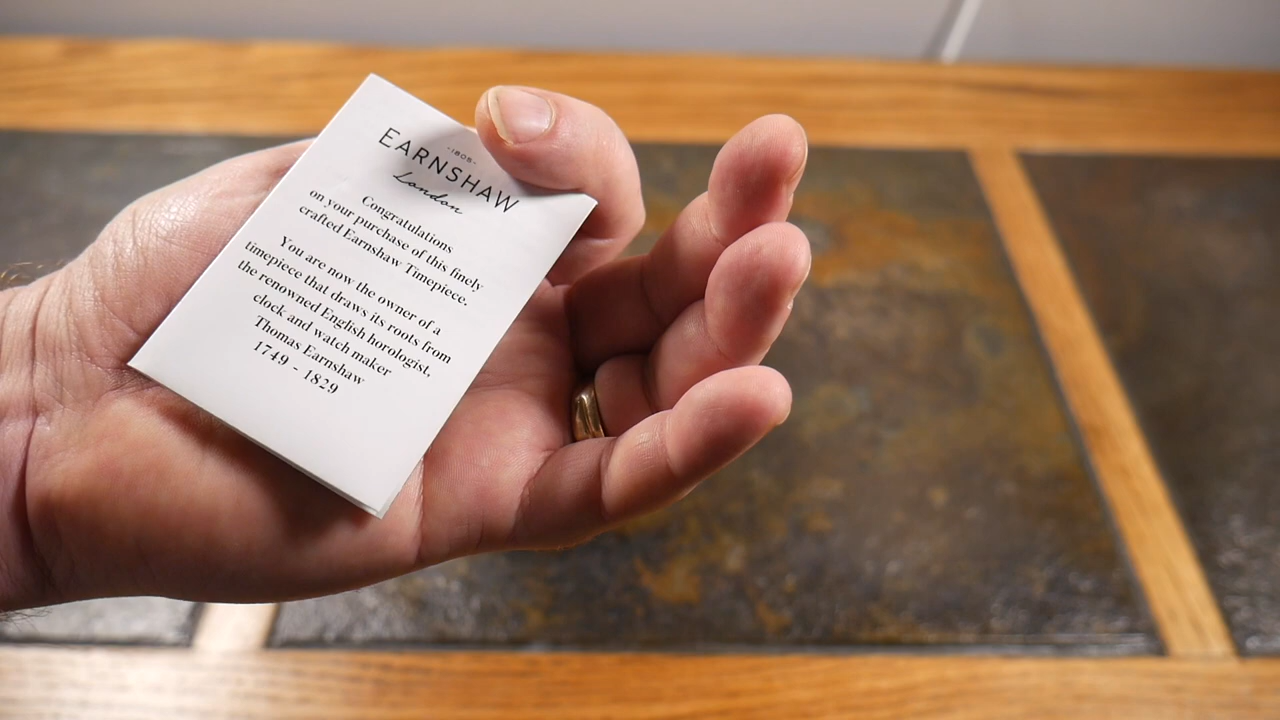 -1805-
EARNSHAW
London
Congratulations
on your purchase of this finely
crafted Earnshaw Timepiece.
You are now the owner of a
timepiece that draws its roots from
the renowned English horologist,
clock and watch maker
Thomas Earnshaw
1749 - 1829